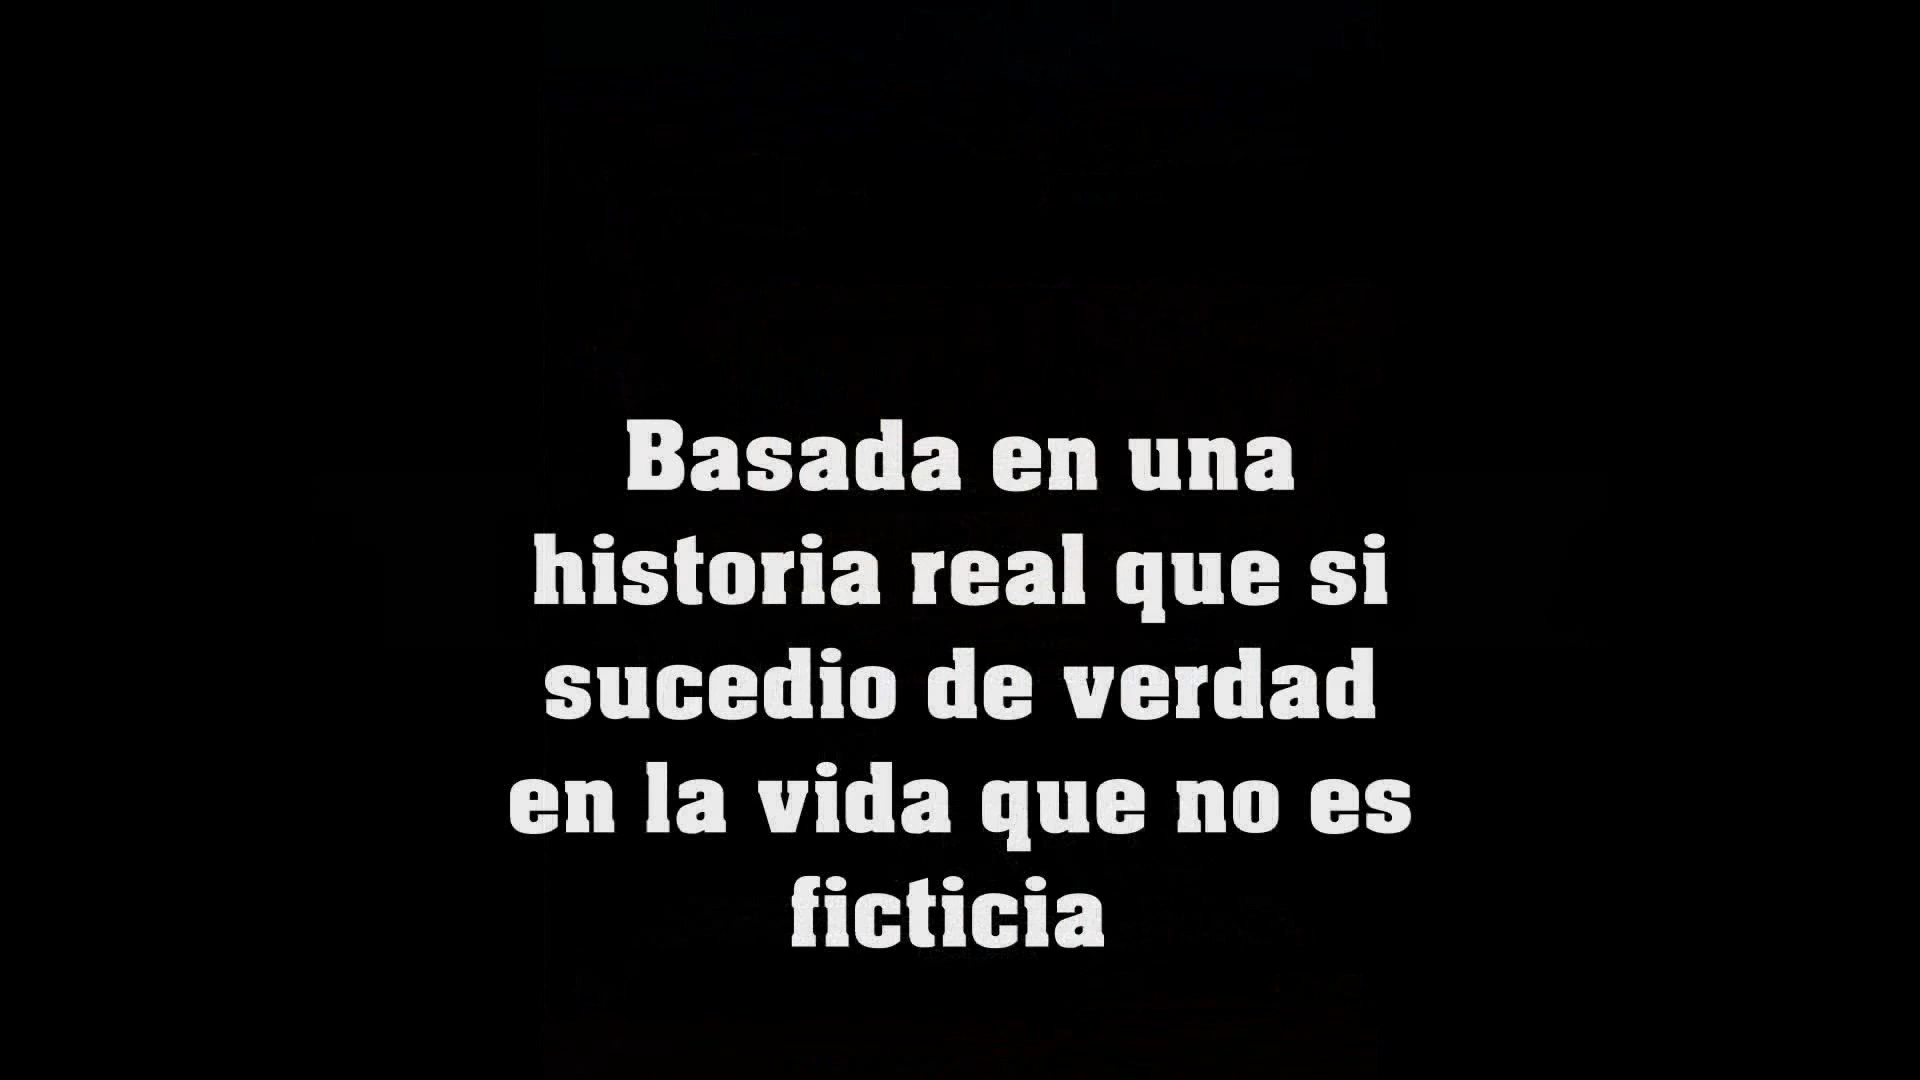 Basada en una
historia real que si
sucedio de verdad
en la vida que no es
ficticia